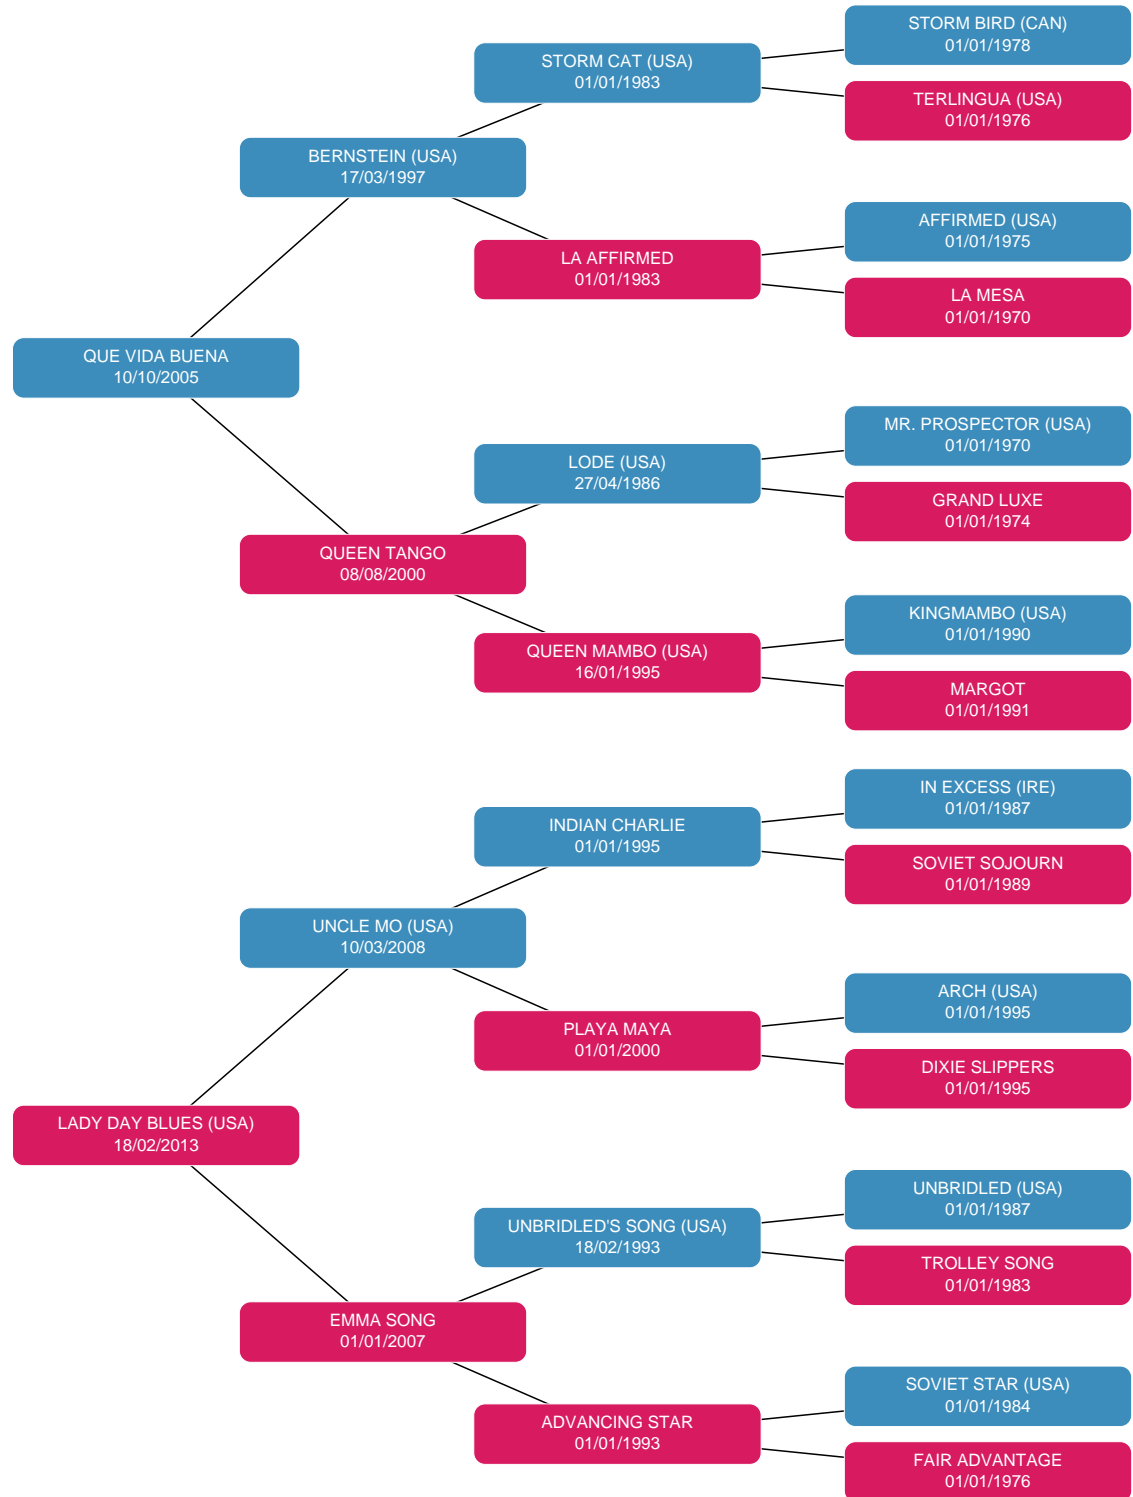 STORM BIRD (CAN)
01/01/1978
STORM CAT (USA)
01/01/1983
TERLINGUA (USA)
01/01/1976
BERNSTEIN (USA)
17/03/1997
AFFIRMED (USA)
01/01/1975
LA AFFIRMED
01/01/1983
LA MESA
01/01/1970
QUE VIDA BUENA
10/10/2005
MR. PROSPECTOR (USA)
01/01/1970
LODE (USA)
27/04/1986
GRAND LUXE
01/01/1974
QUEEN TANGO
08/08/2000
KINGMAMBO (USA)
01/01/1990
QUEEN MAMBO (USA)
16/01/1995
MARGOT
01/01/1991
IN EXCESS (IRE)
01/01/1987
INDIAN CHARLIE
01/01/1995
SOVIET SOJOURN
01/01/1989
UNCLE MO (USA)
10/03/2008
ARCH (USA)
01/01/1995
PLAYA MAYA
01/01/2000
DIXIE SLIPPERS
01/01/1995
LADY DAY BLUES (USA)
18/02/2013
UNBRIDLED (USA)
01/01/1987
UNBRIDLED'S SONG (USA)
18/02/1993
TROLLEY SONG
01/01/1983
EMMA SONG
01/01/2007
SOVIET STAR (USA)
01/01/1984
ADVANCING STAR
01/01/1993
FAIR ADVANTAGE
01/01/1976